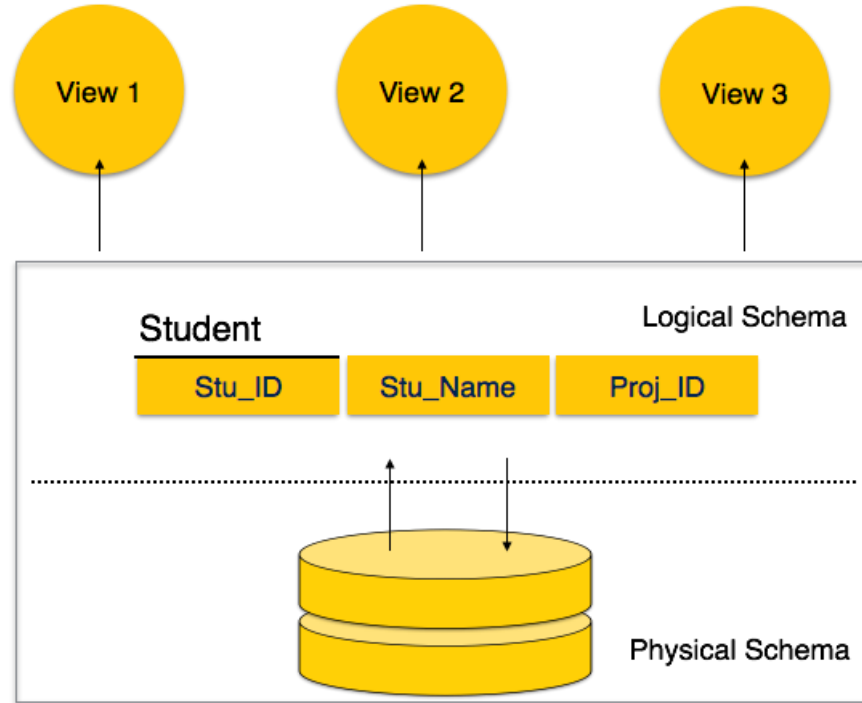 View 1
View 2
View 3
Logical Schema
Student
Stu_ID
Stu_Name
Proj_ID
Physical Schema